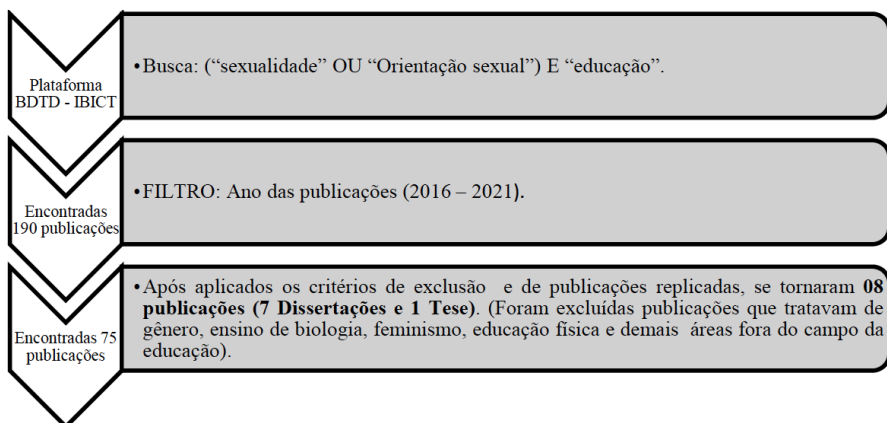 Plataforma
BDTD - IBICT
•Busca: (“sexualidade” OU “Orientação sexual”) E “educação”.
Encontradas
190 publicações
•FILTRO: Ano das publicações (2016 – 2021).
Encontradas 75
publicações
•Após aplicados os critérios de exclusão e de publicações replicadas, se tornaram 08
publicações (7 Dissertações e 1 Tese). (Foram excluídas publicações que tratavam de
gênero, ensino de biologia, feminismo, educação física e demais áreas fora do campo da
educação).